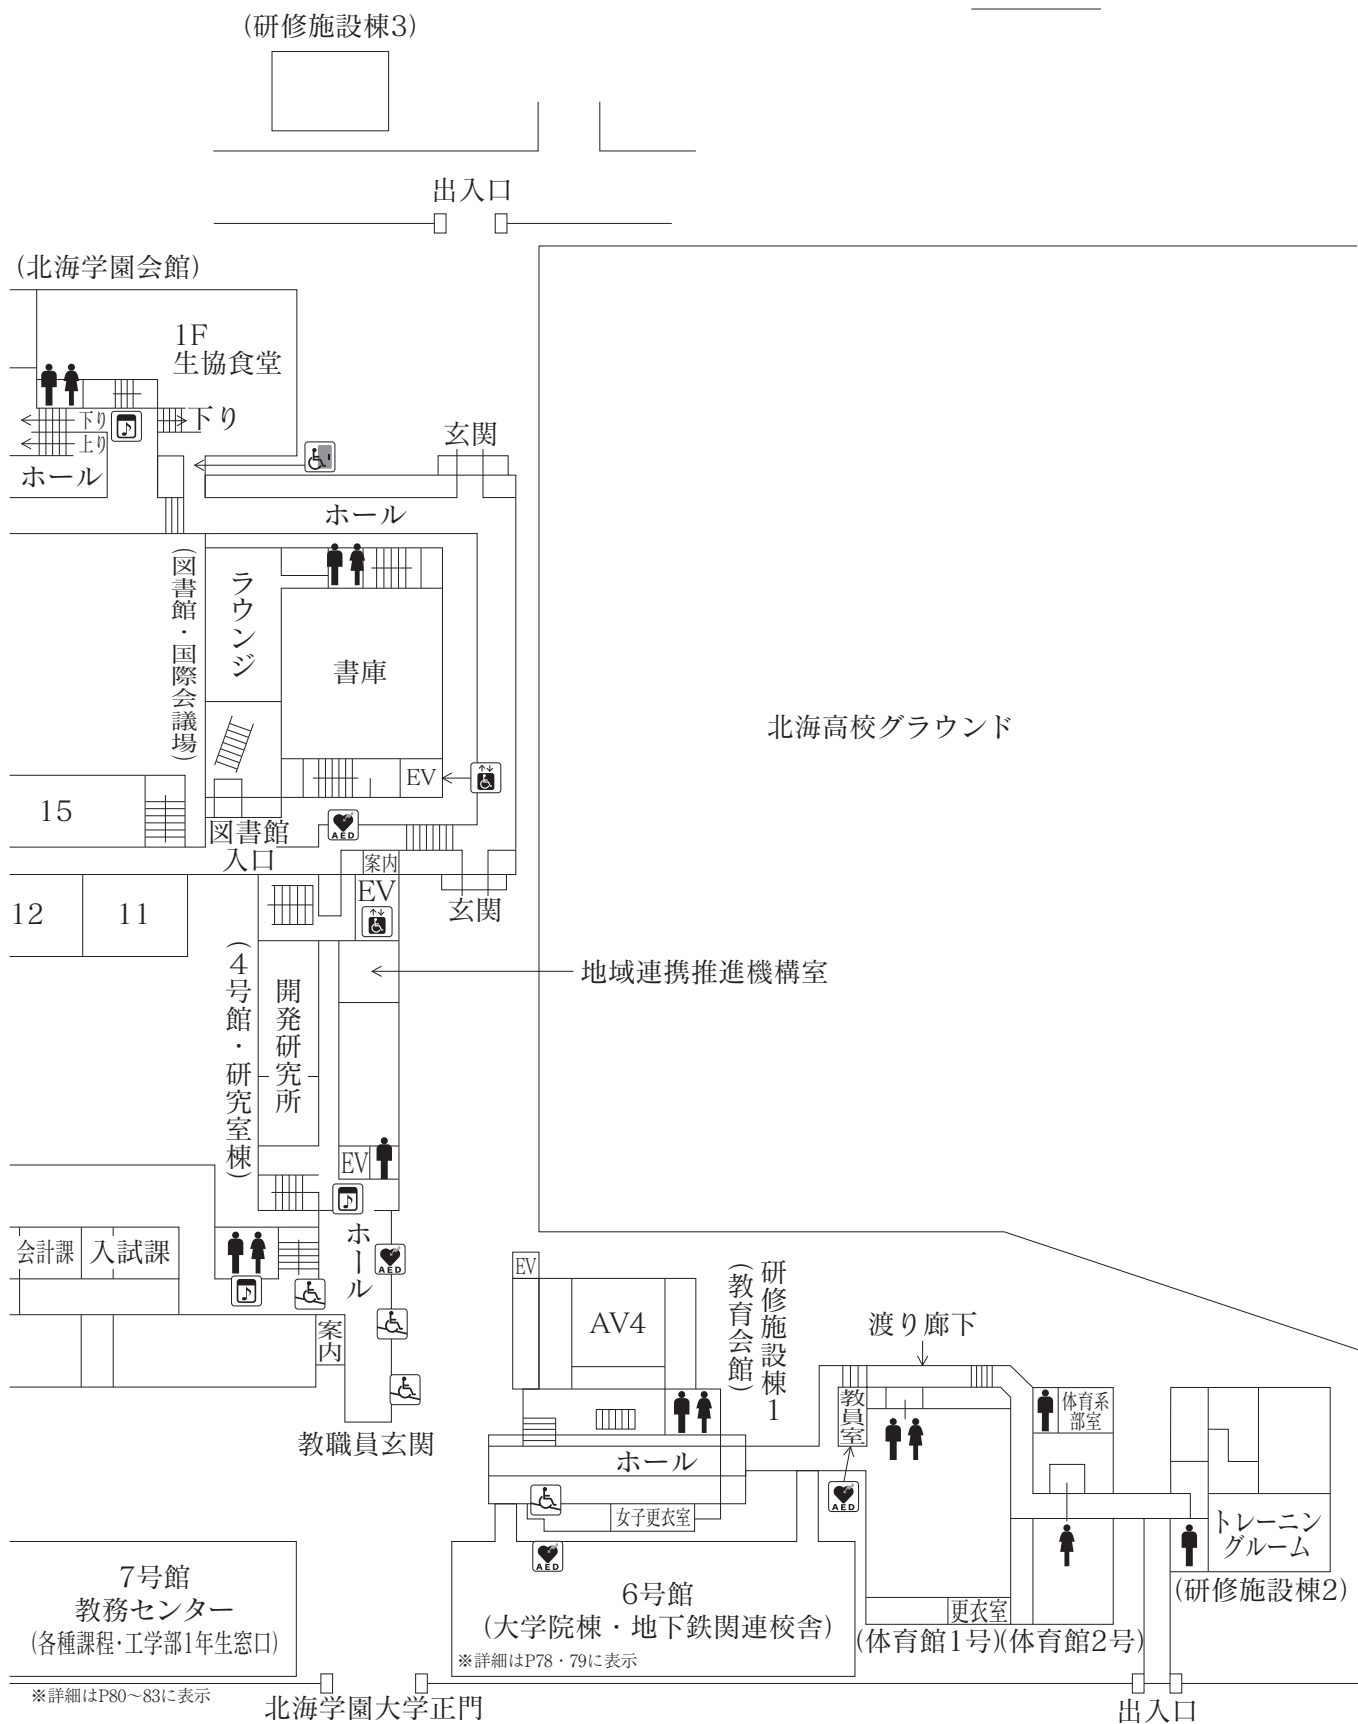 (研修施設棟3)
出入口
(北海学園会館)
1F
生協食堂
下り
下り
上り
ホール
玄関
ホール
(図書館・国際会議場)
ラウンジ
書庫
北海高校グラウンド
EV
15
AED
図書館
入口
案内
EV
12
11
玄関
地域連携推進機構室
(4号館・研究室棟)
開発研究所
EV
会計課
入試課
ホール
AED
案内
教職員玄関
EV
AV4
研修施設棟1
(教育会館)
渡り廊下
教員室
体育系
部室
ホール
AED
女子更衣室
AED
トレーニン
グルーム
(研修施設棟2)
7号館
教務センター
(各種課程・工学部1年生窓口)
6号館
(大学院棟・地下鉄関連校舎)
※詳細はP78・79に表示
更衣室
(体育館1号)(体育館2号)
※詳細はP80〜83に表示
北海学園大学正門
出入口